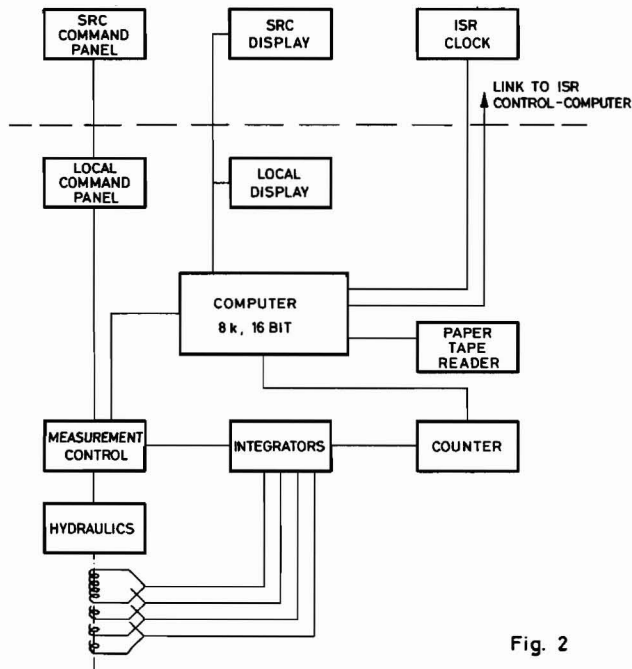 SRC
COMMAND
PANEL
SRC
DISPLAY
ISR
CLOCK
LINK TO ISR
CONTROL-COMPUTER
LOCAL
COMMAND
PANEL
LOCAL
DISPLAY
COMPUTER
8k, 16 BIT
PAPER
TAPE
READER
MEASUREMENT
CONTROL
INTEGRATORS
COUNTER
HYDRAULICS
Fig. 2